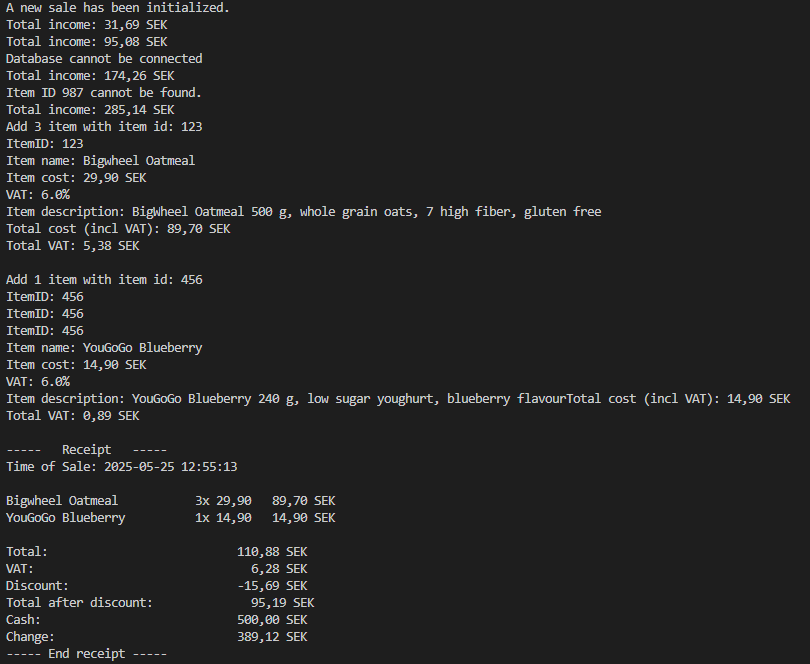 A new sale has been initialized.
Total income: 31,69 SEK
Total income: 95,08 SEK
Database cannot be connected
Total income: 174,26 SEK
Item ID 987 cannot be found.
Total income: 285,14 SEK
Add 3 item with item id: 123
ItemID: 123
Item name: Bigwheel Oatmeal
Item cost: 29,90 SEK
VAT: 6.0%
Item description: BigWheel Oatmeal 500 g, whole grain oats, 7 high fiber, gluten free
Total cost (incl VAT): 89,70 SEK
Total VAT: 5,38 SEK

Add 1 item with item id: 456
ItemID: 456
ItemID: 456
ItemID: 456
Item name: YouGoGo Blueberry
Item cost: 14,90 SEK
VAT: 6.0%
Item description: YouGoGo Blueberry 240 g, low sugar youghurt, blueberry flavourTotal cost (incl VAT): 14,90 SEK
Total VAT: 0,89 SEK

-----   Receipt   -----
Time of Sale: 2025-05-25 12:55:13

Bigwheel Oatmeal           3x 29,90   89,70 SEK
YouGoGo Blueberry          1x 14,90   14,90 SEK

Total:                           110,88 SEK
VAT:                               6,28 SEK
Discount:                        -15,69 SEK
Total after discount:              95,19 SEK
Cash:                            500,00 SEK
Change:                          389,12 SEK
----- End receipt -----